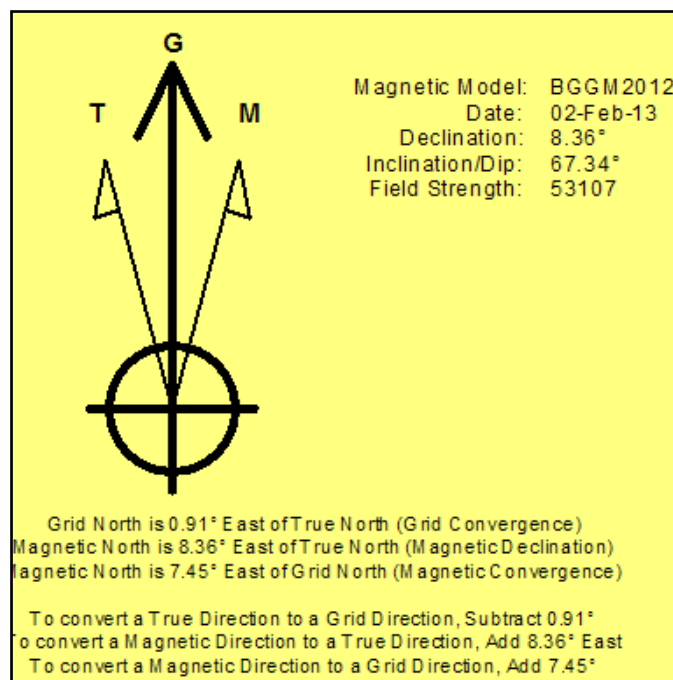 G
T
M
Magnetic Model: BGGM2012
Date: 02-Feb-13
Declination: 8.36°
Inclination/Dip: 67.34°
Field Strength: 53107
Grid North is 0.91° East of True North (Grid Convergence)
Magnetic North is 8.36° East of True North (Magnetic Declination)
Magnetic North is 7.45° East of Grid North (Magnetic Convergence)
To convert a True Direction to a Grid Direction, Subtract 0.91°
To convert a Magnetic Direction to a True Direction, Add 8.36° East
To convert a Magnetic Direction to a Grid Direction, Add 7.45°